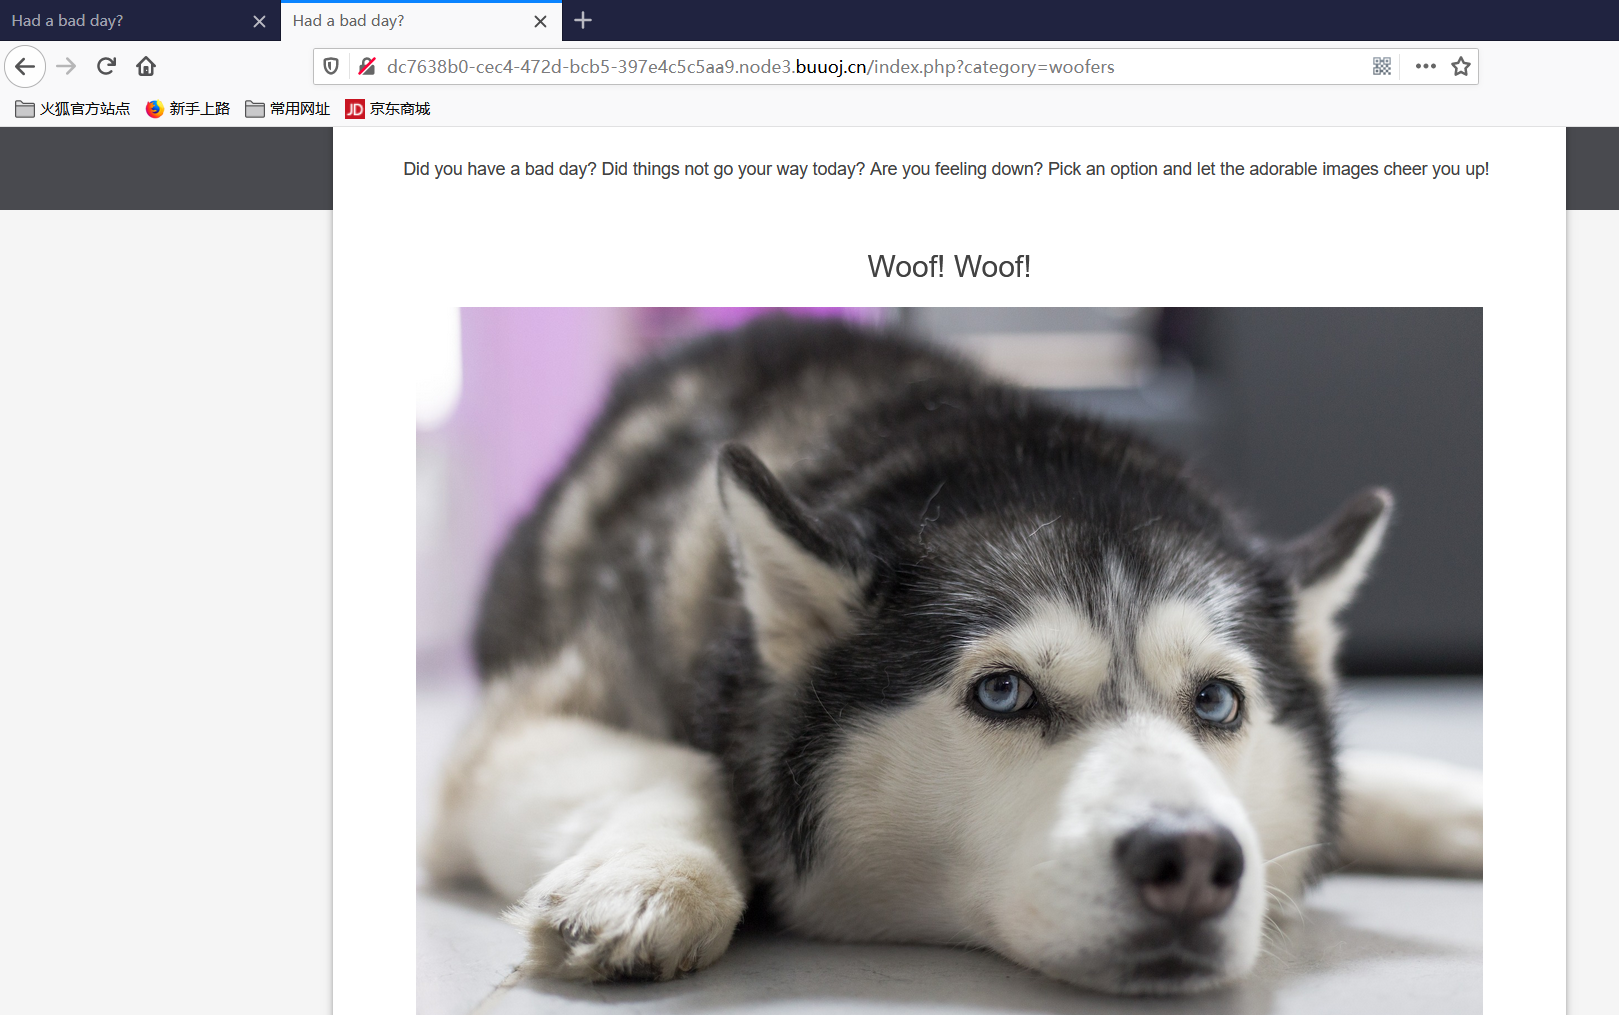 Had a bad day?
Had a bad day?
dc7638b0-cec4-472d-bcb5-397e4c5c5aa9.node3.buuoj.cn/index.php?category=woofers
火狐官方站点 新手上路 常用网址 JD 京东商城
Did you have a bad day? Did things not go your way today? Are you feeling down? Pick an option and let the adorable images cheer you up!
Woof! Woof!